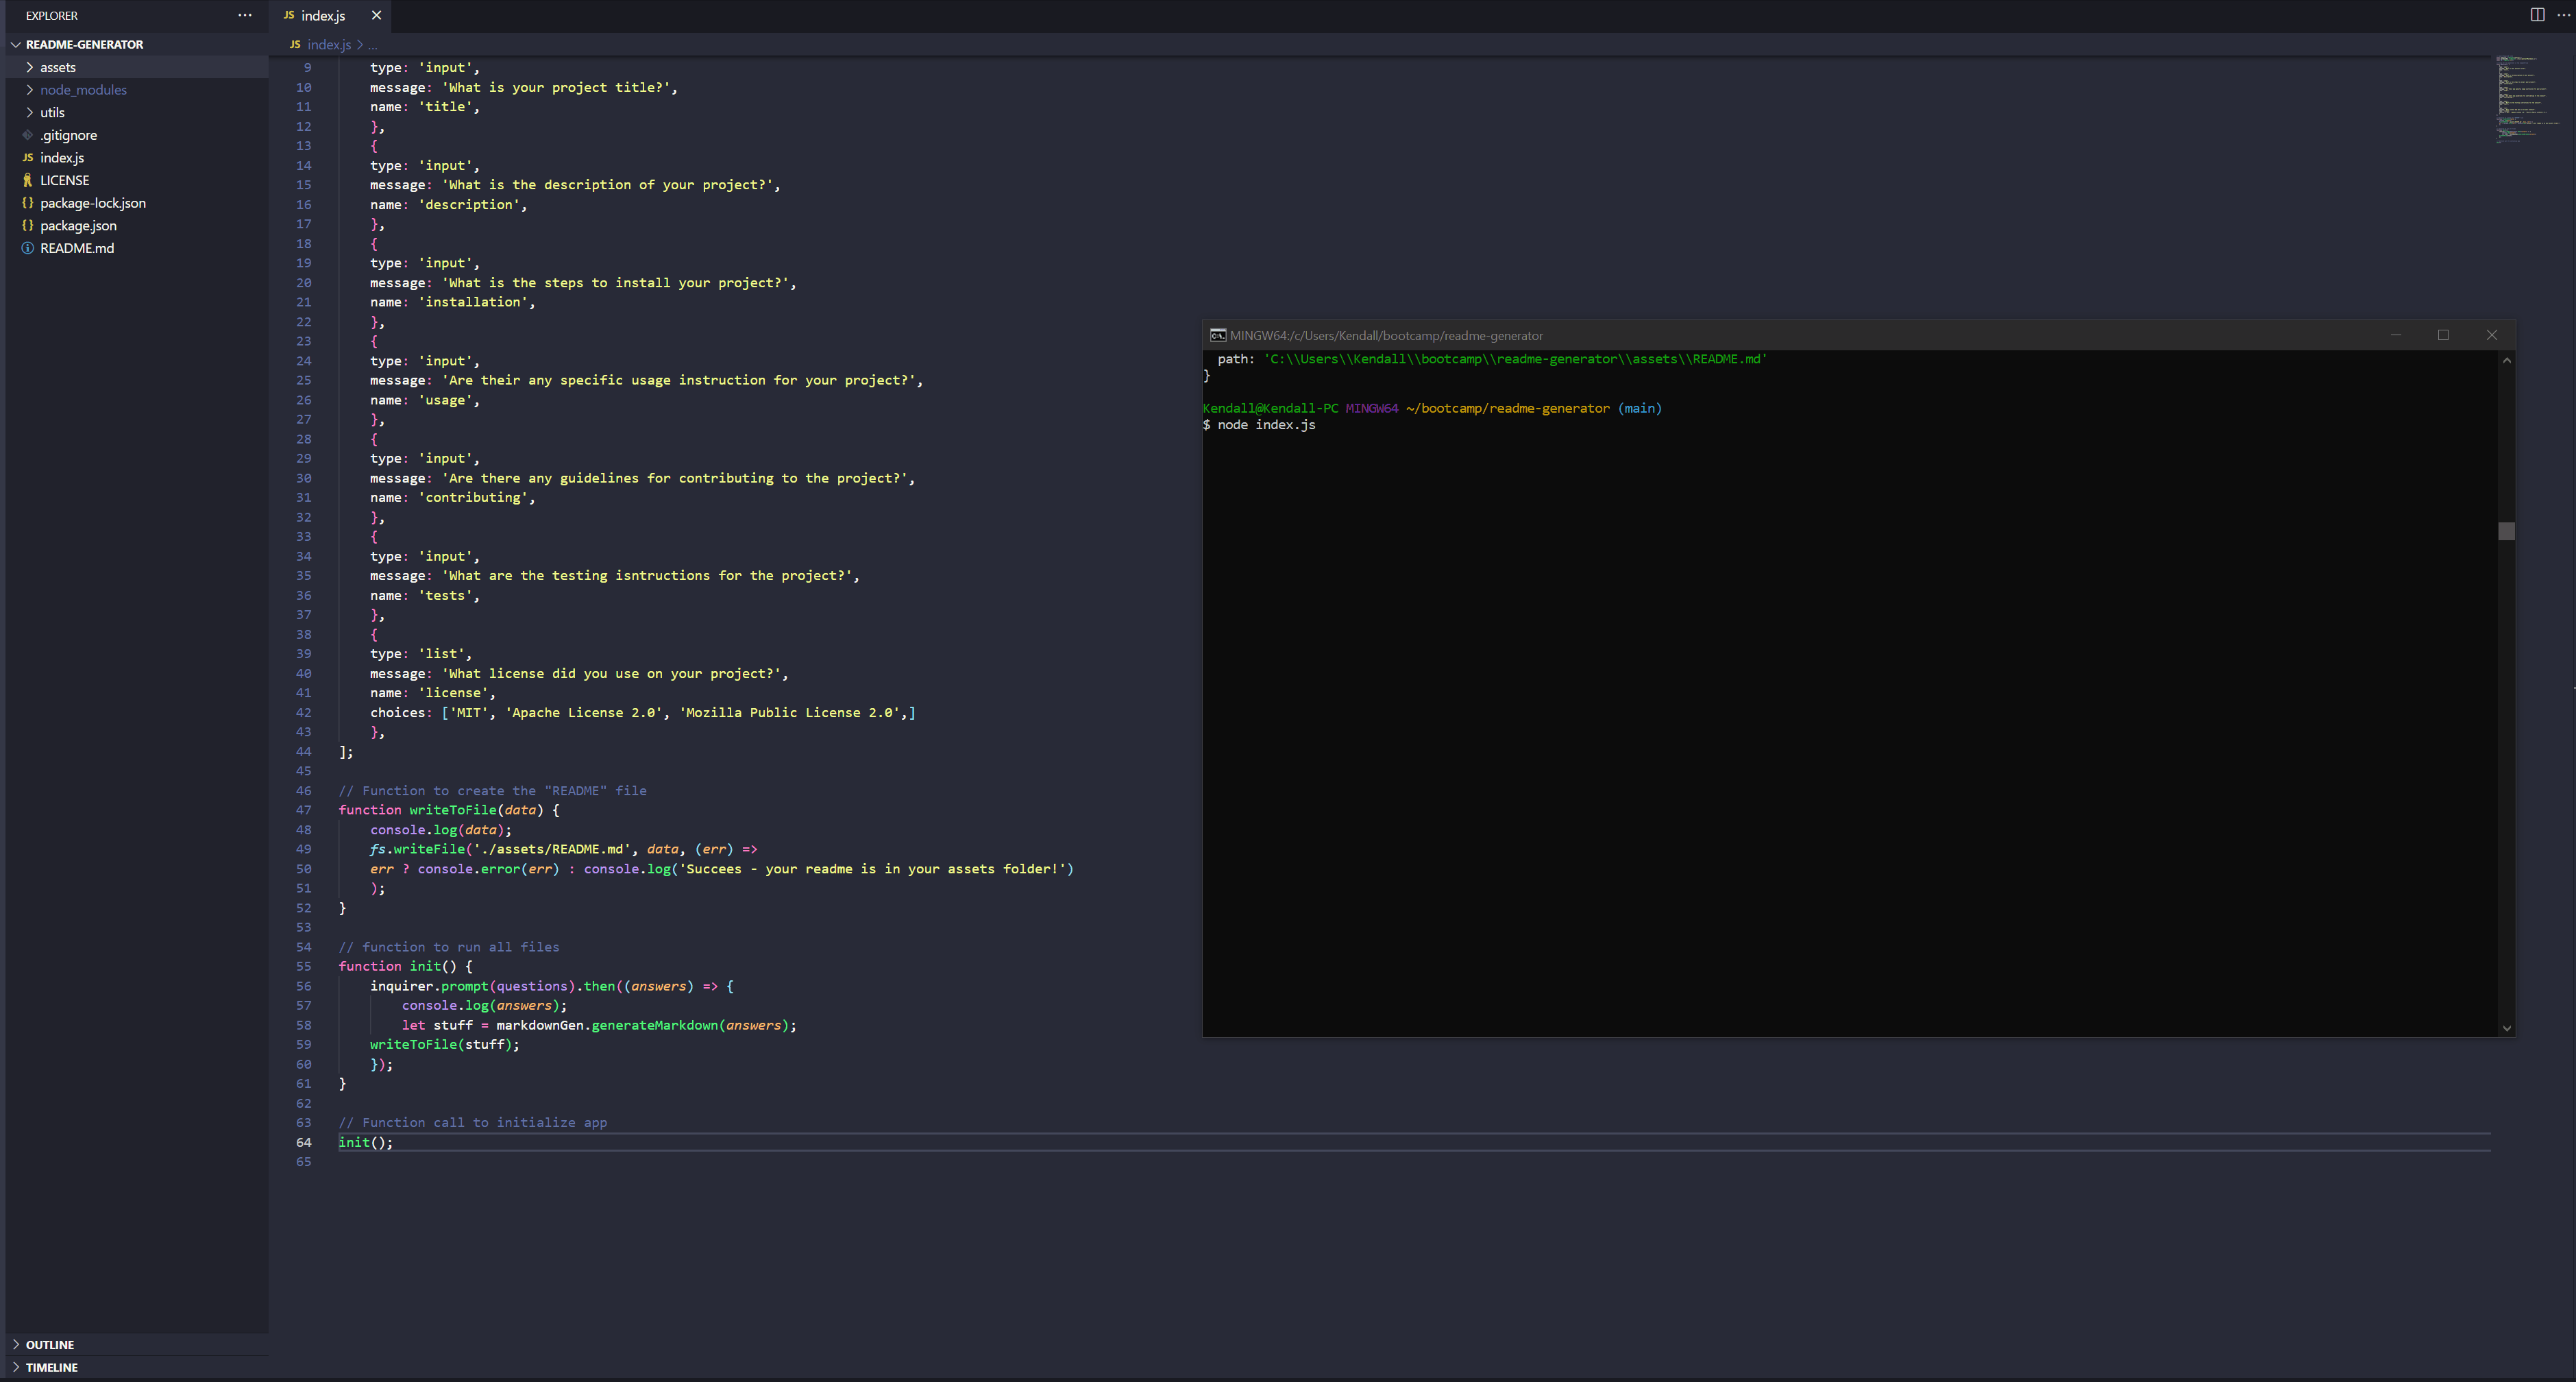 EXPLORER
README-GENERATOR
assets
node_modules
utils
.gitignore
JS index.js
LICENSE
{} package-lock.json
{} package.json
README.md
OUTLINE
TIMELINE
JS index.js
JS index.js > ...
9 type: 'input',
10 message: 'What is your project title?',
11 name: 'title',
12 },
13 {
14 type: 'input',
15 message: 'What is the description of your project?',
16 name: 'description',
17 },
18 {
19 type: 'input',
20 message: 'What is the steps to install your project?',
21 name: 'installation',
22 },
23 {
24 type: 'input',
25 message: 'Are their any specific usage instruction for your project?',
26 name: 'usage',
27 },
28 {
29 type: 'input',
30 message: 'Are there any guidelines for contributing to the project?',
31 name: 'contributing',
32 },
33 {
34 type: 'input',
35 message: 'What are the testing isntructions for the project?',
36 name: 'tests',
37 },
38 {
39 type: 'list',
40 message: 'What license did you use on your project?',
41 name: 'license',
42 choices: ['MIT', 'Apache License 2.0', 'Mozilla Public License 2.0',]
43 },
44 ];
45
46 // Function to create the "README" file
47 function writeToFile(data) {
48 console.log(data);
49 fs.writeFile('./assets/README.md', data, (err) =>
50 err ? console.error(err) : console.log('Succees - your readme is in your assets folder!')
51 );
52 }
53
54 // function to run all files
55 function init() {
56 inquirer.prompt(questions).then((answers) => {
57 console.log(answers);
58 let stuff = markdownGen.generateMarkdown(answers);
59 writeToFile(stuff);
60 });
61 }
62
63 // Function call to initialize app
64 init();
65
MINGW64:/c/Users/Kendall/bootcamp/readme-generator
path: 'C:\\Users\\Kendall\\bootcamp\\readme-generator\\assets\\README.md'
}
Kendall@Kendall-PC MINGW64 ~/bootcamp/readme-generator (main)
$ node index.js